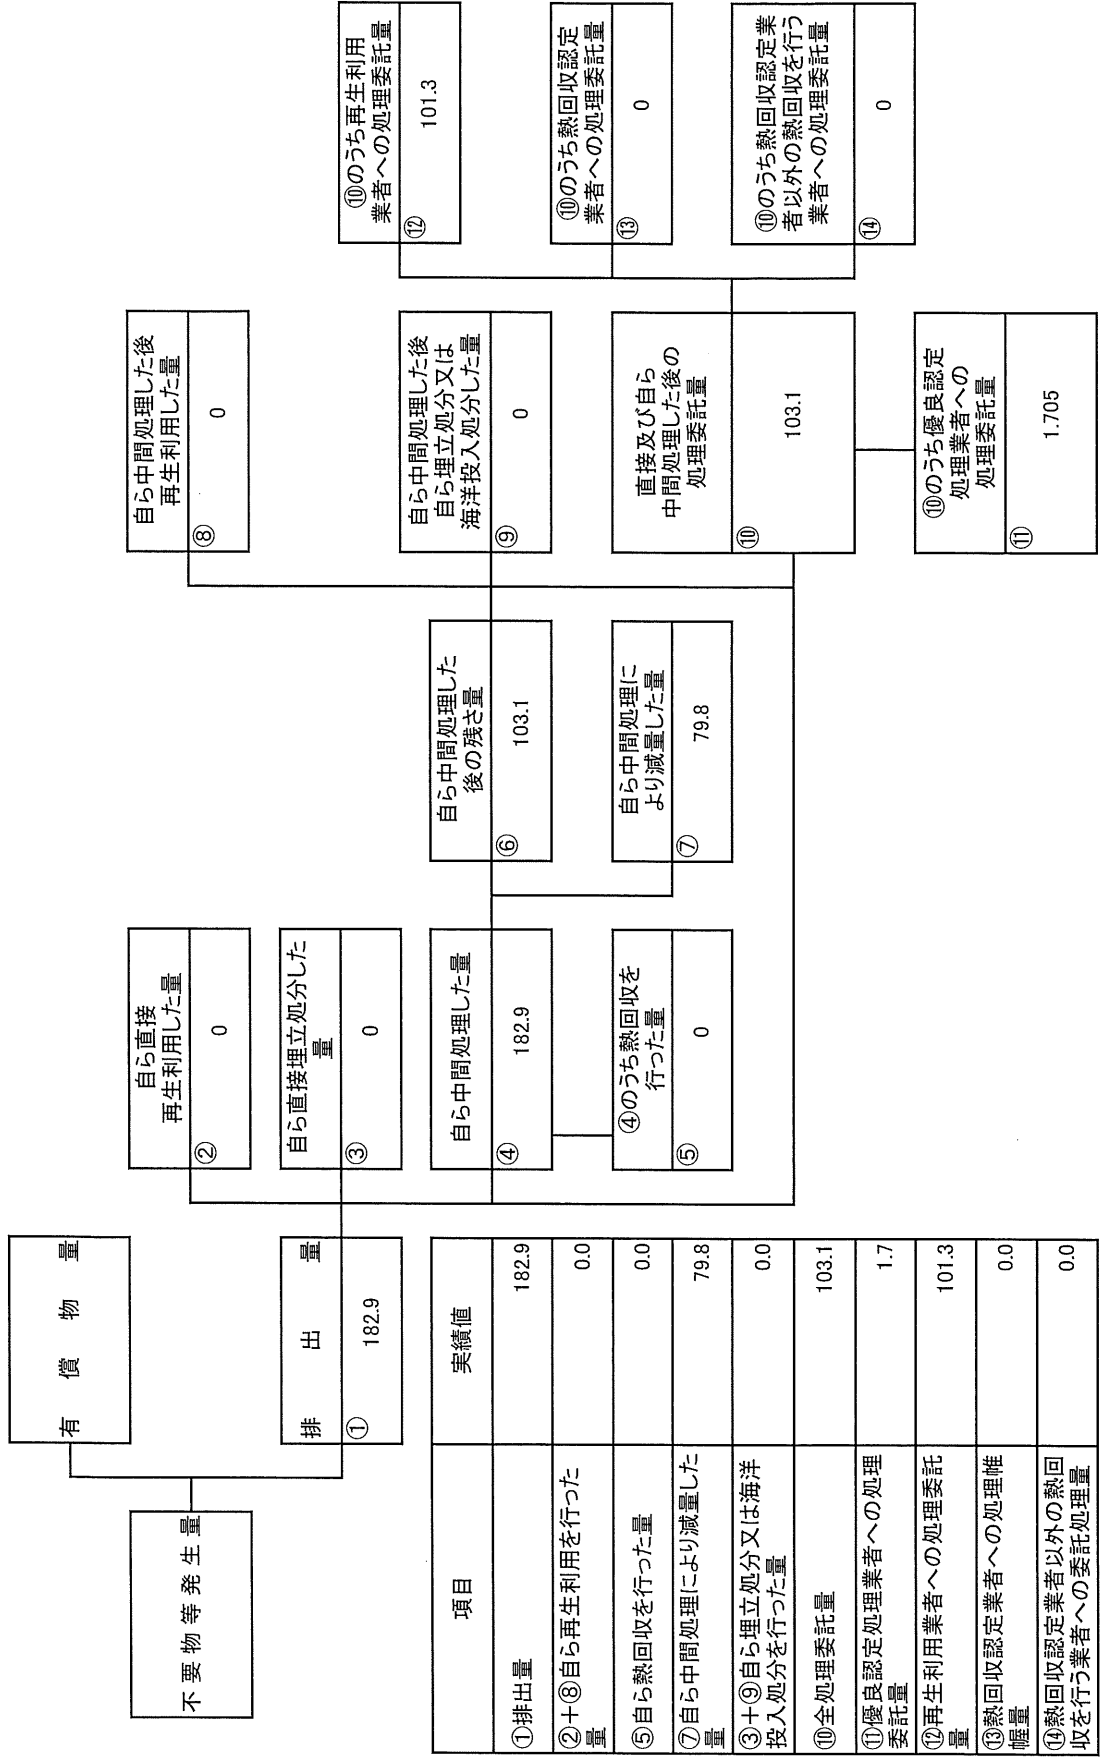 不要物等発生量
有償物量
排出量
①
182.9
自ら直接
再生利用した量
②
0
自ら直接埋立処分した
量
③
0
自ら中間処理した量
④
182.9
④のうち熱回収を
行った量
⑤
0
自ら中間処理した
後の残さ量
⑥
103.1
自ら中間処理に
より減量した量
⑦
79.8
自ら中間処理した後
再生利用した量
⑧
0
自ら中間処理した後
自ら埋立処分又は
海洋投入処分した量
⑨
0
直接及び自ら
中間処理した後の
処理委託量
⑩
103.1
⑩のうち優良認定
処理業者への
処理委託量
⑪
1.705
⑩のうち再生利用
業者への処理委託量
⑫
101.3
⑩のうち熱回収認定
業者への処理委託量
⑬
0
⑩のうち熱回収認定業
者以外の熱回収を行う
業者への処理委託量
⑭
0
項目 実績値
①排出量 182.9
②+⑧自ら再生利用を行った
量 0.0
⑤自ら熱回収を行った量 0.0
⑦自ら中間処理により減量した
量 79.8
③+⑨自ら埋立処分又は海洋
投入処分を行った量 0.0
⑩全処理委託量 103.1
⑪優良認定処理業者への処理
委託量 1.7
⑫再生利用業者への処理委託
量 101.3
⑬熱回収認定業者への処理帷
幄量 0.0
⑭熱回収認定業者以外の熱回
収を行う業者への委託処理量 0.0